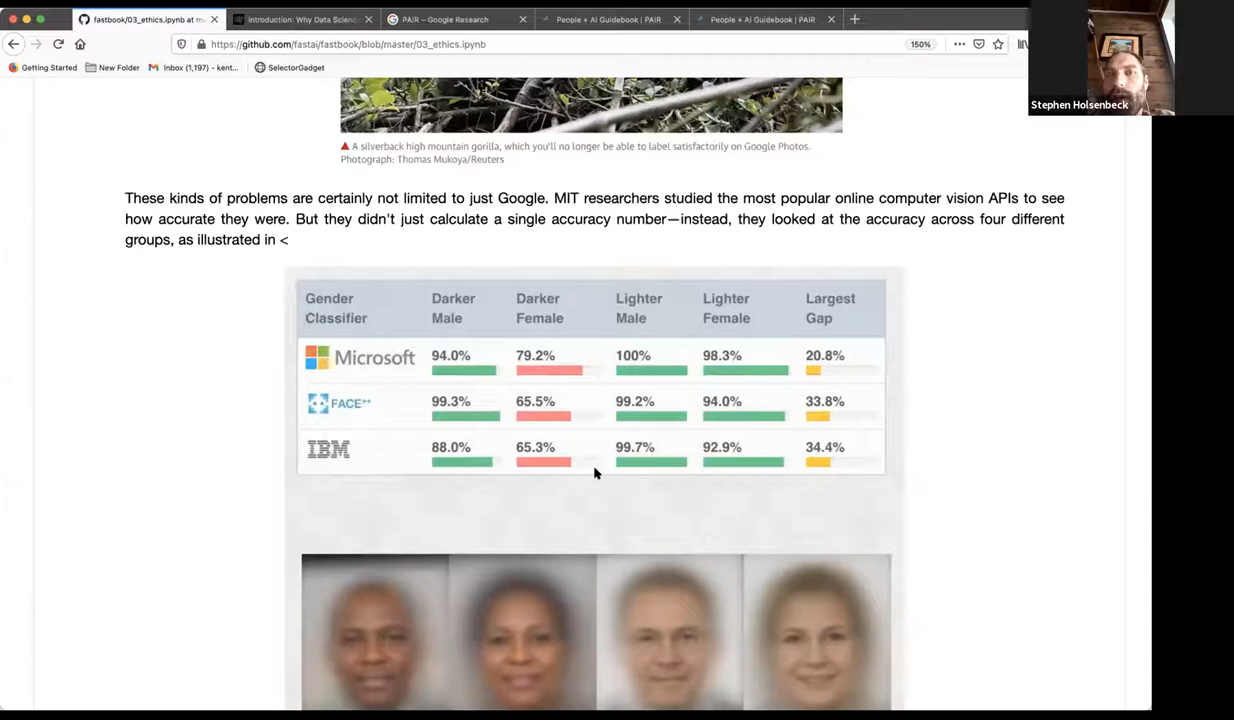 03_ethics.ipynb at m
Introduction: Why Data Scienc
PAIR – Google Research
People + AI Guidebook | PAIR
People + AI Guidebook | PAIR
https://github.com/fastai/fastbook/blob/master/03_ethics.ipynb
150%
Getting Started
New Folder
Inbox (1,197) - kent...
SelectorGadget
Stephen Holsenbeck
▲ A silverback high mountain gorilla, which you'll no longer be able to label satisfactorily on Google Photos.
Photograph: Thomas Mukoya/Reuters
These kinds of problems are certainly not limited to just Google. MIT researchers studied the most popular online computer vision APIs to see
how accurate they were. But they didn't just calculate a single accuracy number—instead, they looked at the accuracy across four different
groups, as illustrated in <
Gender Classifier Darker Male Darker Female Lighter Male Lighter Female Largest Gap
Microsoft 94.0% 79.2% 100% 98.3% 20.8%
FACE++ 99.3% 65.5% 99.2% 94.0% 33.8%
IBM 88.0% 65.3% 99.7% 92.9% 34.4%